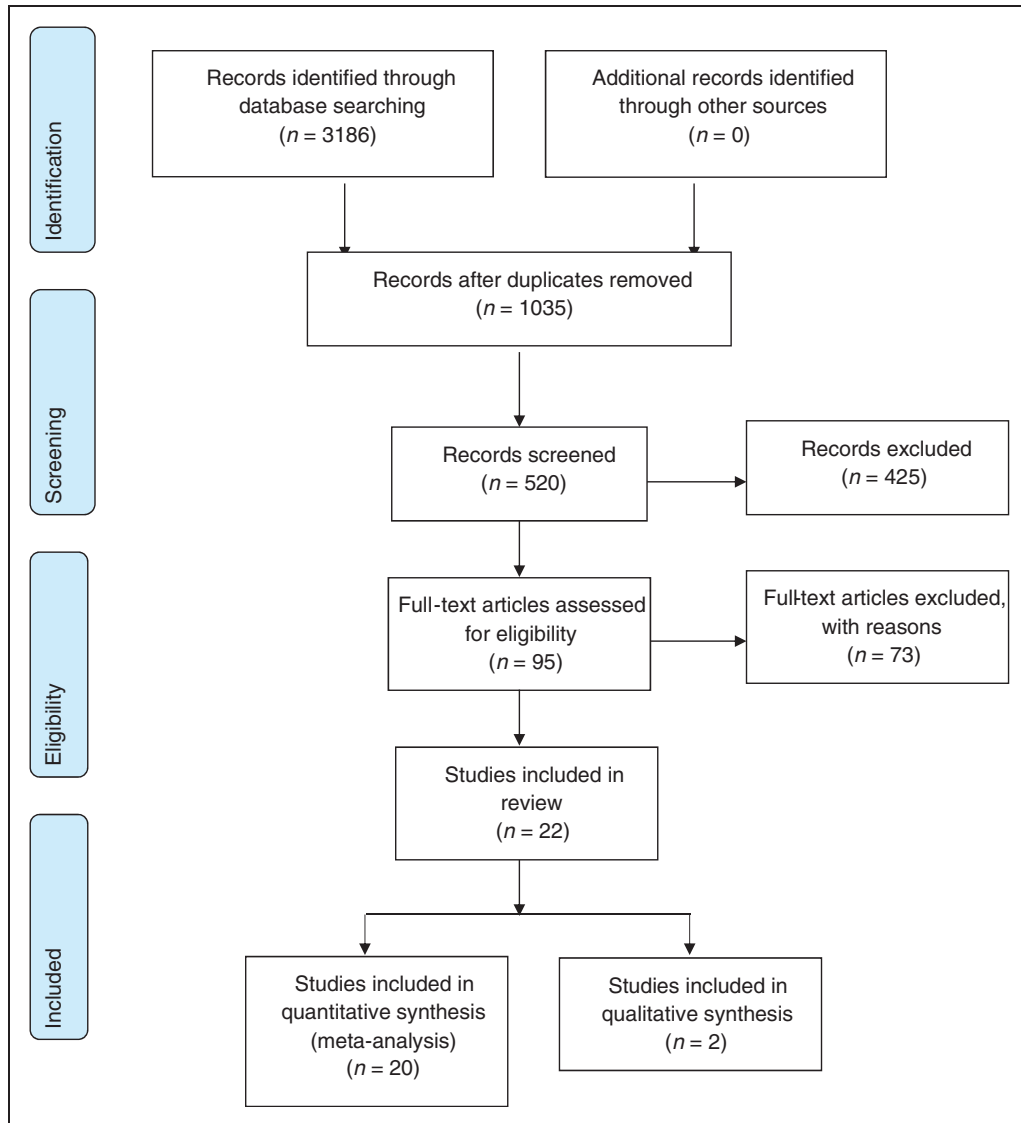 Identification
Records identified through
database searching
(n = 3186)
Additional records identified
through other sources
(n = 0)
Records after duplicates removed
(n = 1035)
Screening
Records screened
(n = 520)
Records excluded
(n = 425)
Eligibility
Full-text articles assessed
for eligibility
(n = 95)
Full-text articles excluded,
with reasons
(n = 73)
Studies included in
review
(n = 22)
Included
Studies included in
quantitative synthesis
(meta-analysis)
(n = 20)
Studies included in
qualitative synthesis
(n = 2)